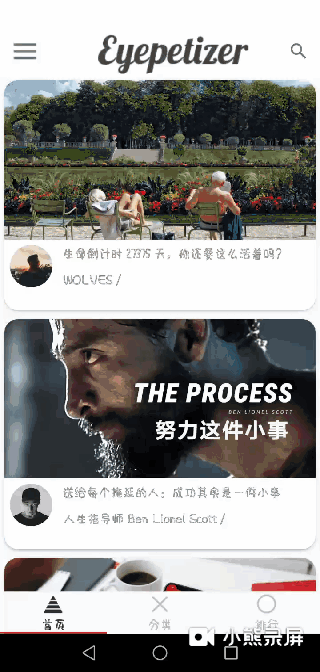 Eyepetizer
生命倒计时 27375 天，你还要这么活着吗？
WOLVES /
THE PROCESS
BEN LIONEL SCOTT
努力这件小事
送给每个拖延的人：成功其实是一件小事
人生指导师 Ben Lionel Scott /
首页
分类
排行
小熊录屏